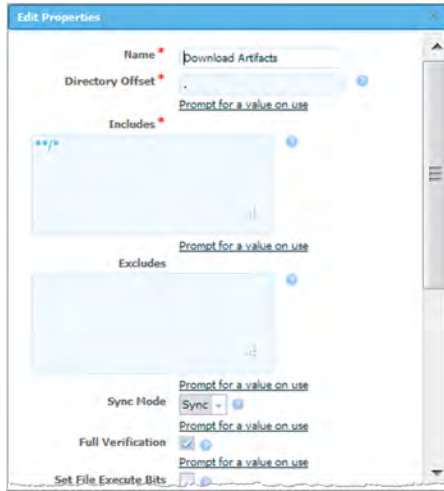 Edit Properties
Name * Download Artifacts
Directory Offset * .
Prompt for a value on use
Includes *
**/*
Prompt for a value on use
Excludes
Prompt for a value on use
Sync Mode Sync
Prompt for a value on use
Full Verification
Prompt for a value on use
Set File Execute Bits